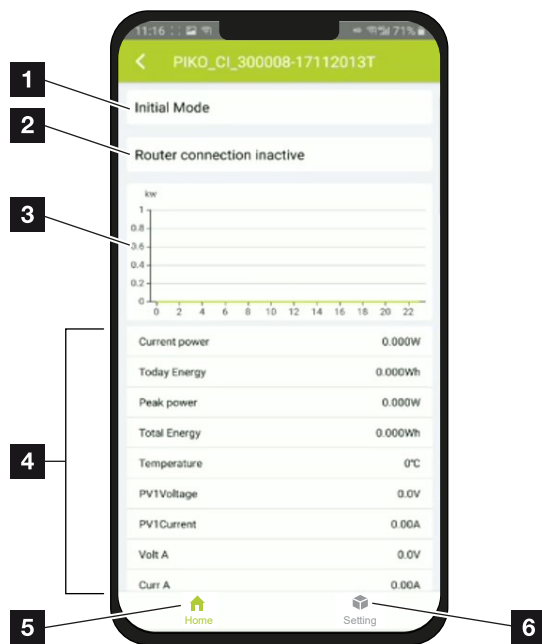 11:16
71%
PIKO_CI_300008-17112013T
1
Initial Mode
2
Router connection inactive
3
kw
1
0.8
0.6
0.4
0.2
0
0 2 4 6 8 10 12 14 16 18 20 22
4
Current power 0.000W
Today Energy 0.000Wh
Peak power 0.000W
Total Energy 0.000Wh
Temperature 0℃
PV1Voltage 0.0V
PV1Current 0.00A
Volt A 0.0V
Curr A 0.00A
5
Home
Setting
6